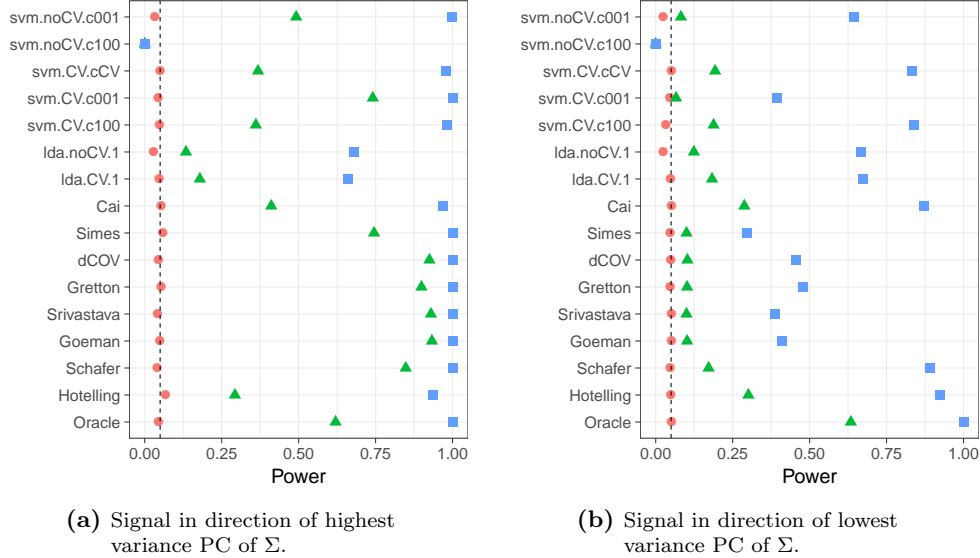 svm.noCV.c001
svm.noCV.c100
svm.CV.cCV
svm.CV.c001
svm.CV.c100
lda.noCV.1
lda.CV.1
Cai
Simes
dCOV
Gretton
Srivastava
Goeman
Schafer
Hotelling
Oracle
0.00 0.25 0.50 0.75 1.00
Power
(a) Signal in direction of highest
variance PC of Σ.
svm.noCV.c001
svm.noCV.c100
svm.CV.cCV
svm.CV.c001
svm.CV.c100
lda.noCV.1
lda.CV.1
Cai
Simes
dCOV
Gretton
Srivastava
Goeman
Schafer
Hotelling
Oracle
0.00 0.25 0.50 0.75 1.00
Power
(b) Signal in direction of lowest
variance PC of Σ.